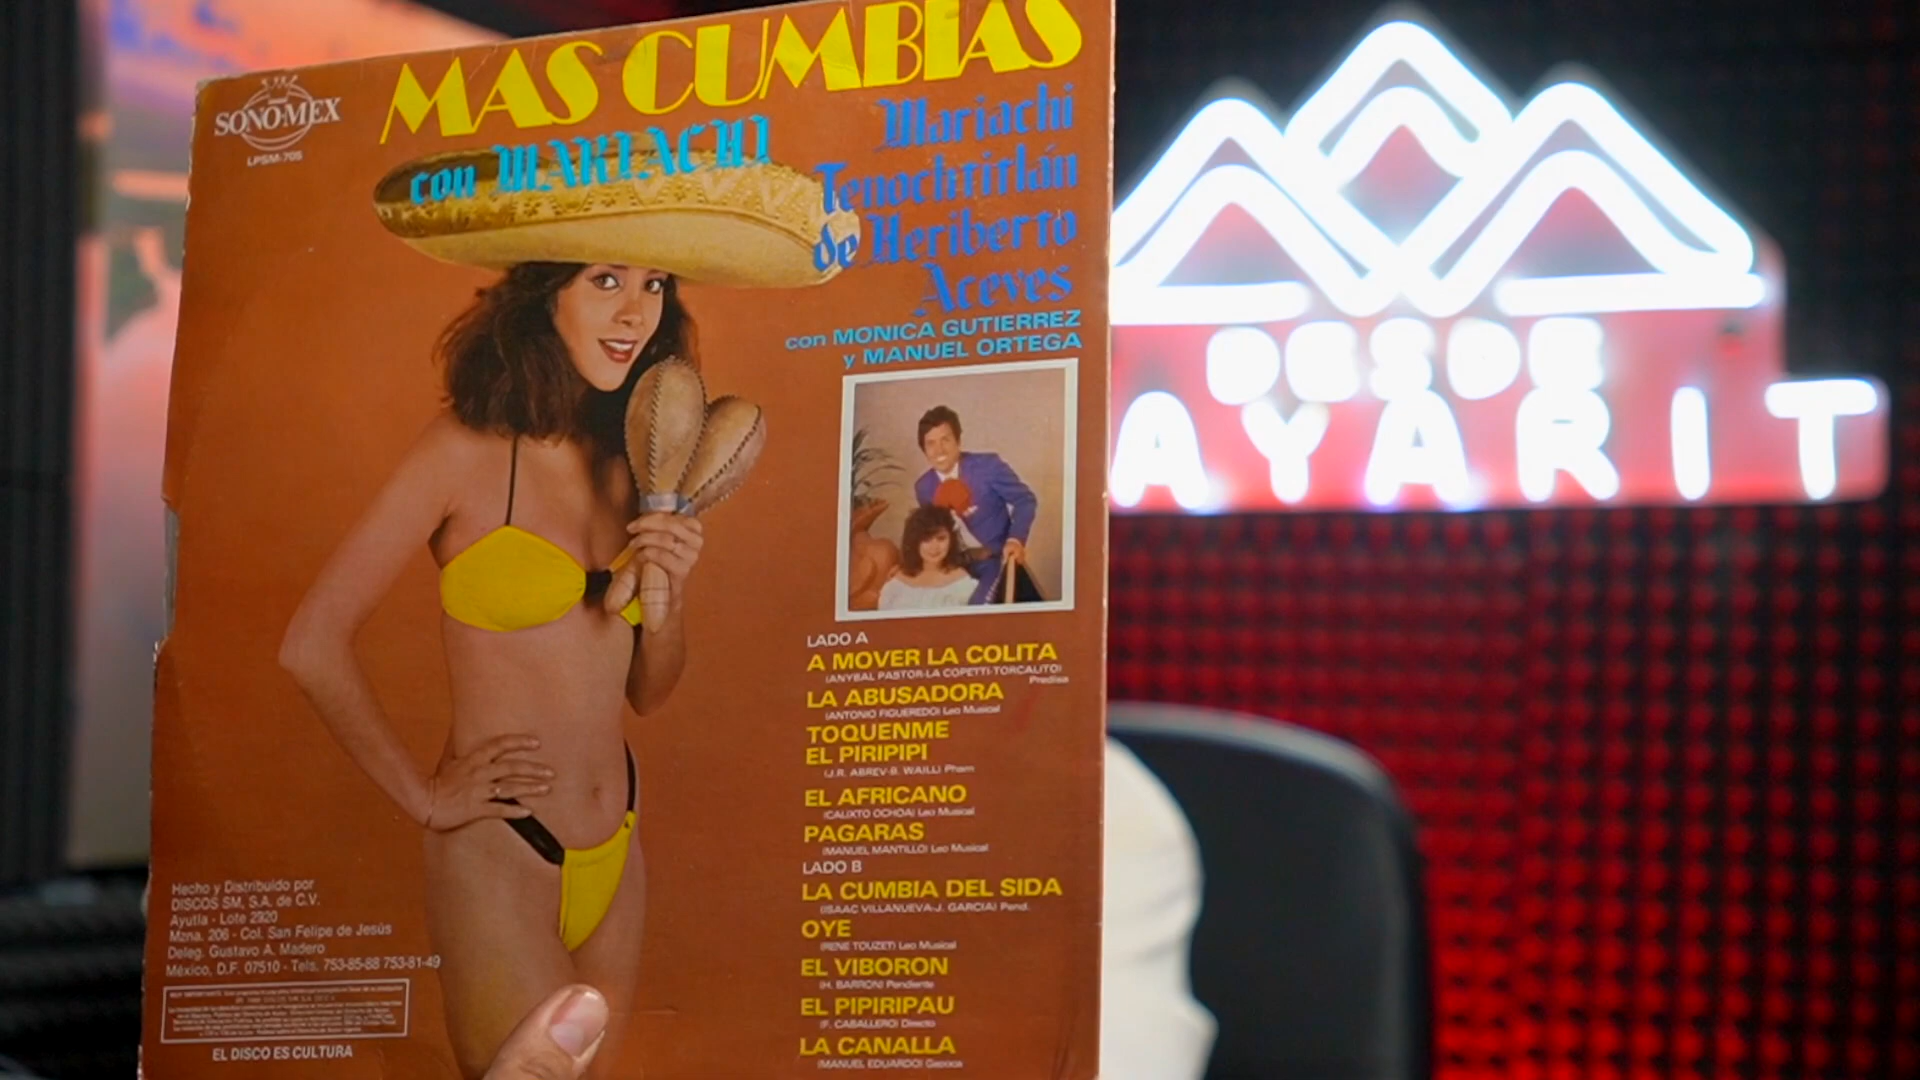 MAS CUMBIAS
con MARIACHI
SONO-MEX
LPSM-705
Mariachi
Tenochtitlán
de Heriberto
Aceves
con MONICA GUTIERREZ
y MANUEL ORTEGA
LADO A
A MOVER LA COLITA
(ANYBAL PASTOR-LA COPETTI-TORCALITO)
Predisa
LA ABUSADORA
(ANTONIO FIGUEREDO) Leo Musical
TOQUENME
EL PIRIPIPI
(J.R. ABREV-B. WAILL) Pham
EL AFRICANO
(CALIXTO OCHOA) Leo Musical
PAGARAS
(MANUEL MANTILLO) Leo Musical
LADO B
LA CUMBIA DEL SIDA
(ISAAC VILLANUEVA-J. GARCIA) Pend.
OYE
(RENE TOUZET) Leo Musical
EL VIBORON
(H. BARRON) Pendiente
EL PIPIRIPAU
(F. CABALLERO) Directo
LA CANALLA
(MANUEL EDUARDO)
Hecho y Distribuido por
DISCOS SM, S.A. de C.V.
Ayutla - Lote 2920
Mzna. 206 - Col. San Felipe de Jesús
Deleg. Gustavo A. Madero
México, D.F. 07510 - Tels. 753-85-88 753-81-49
EL DISCO ES CULTURA
DESDE
AYARIT